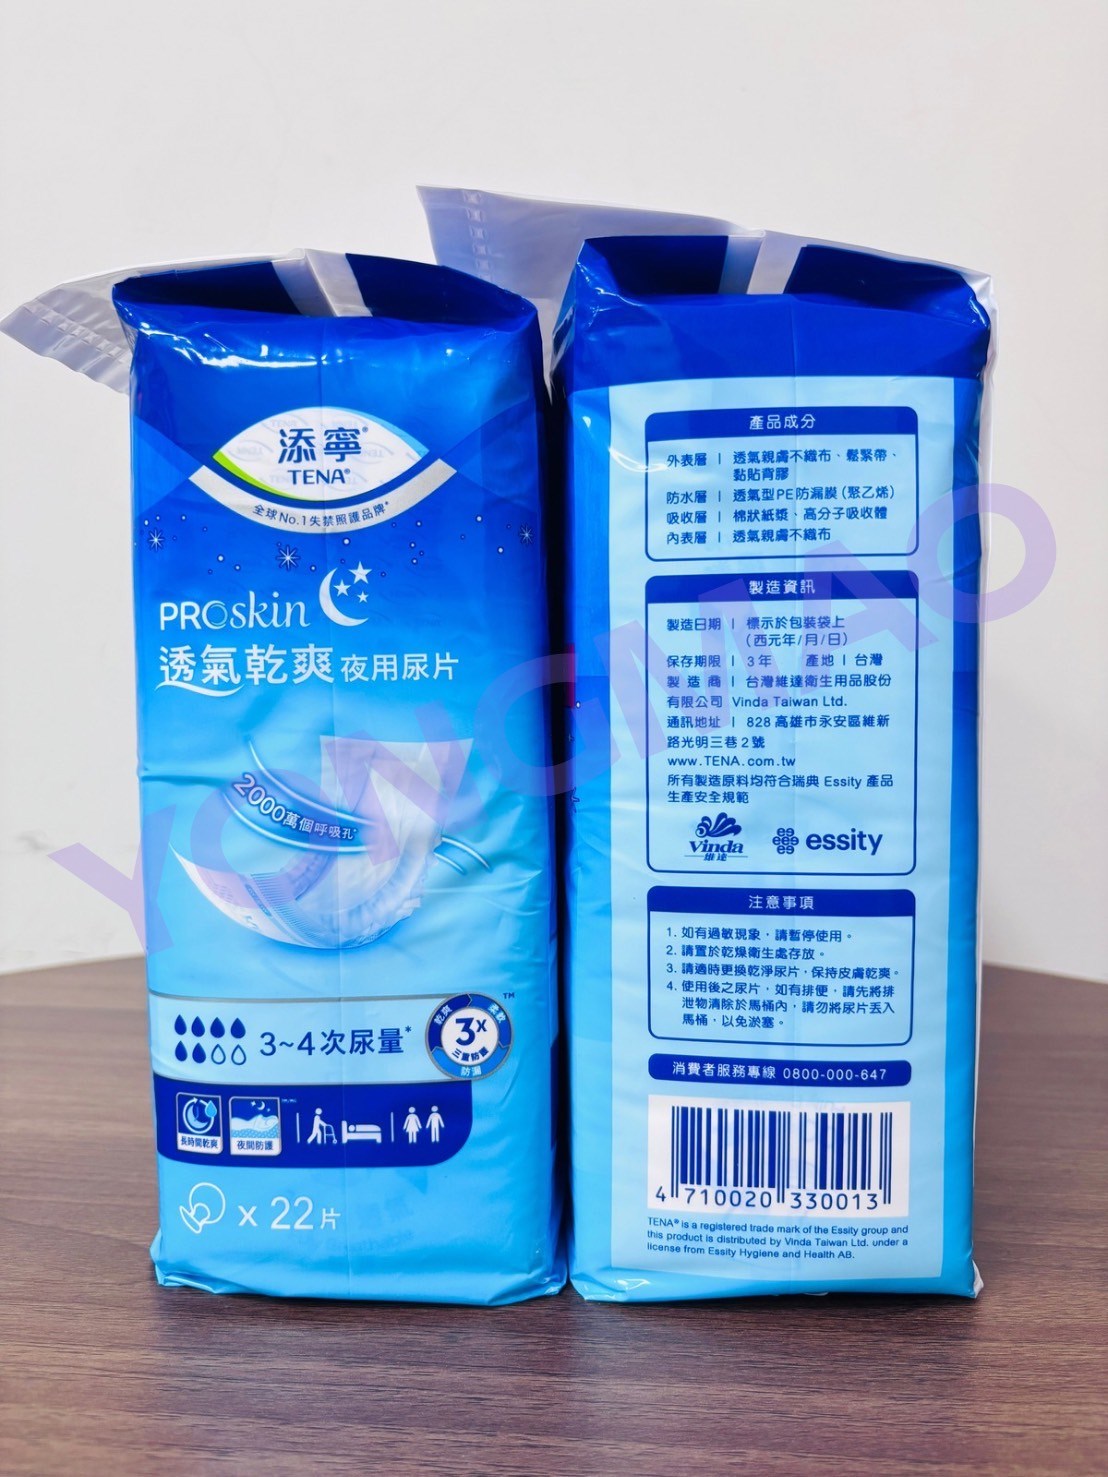 添寧®
TENA®
全球No.1失禁照護品牌*
PROskin
透氣乾爽 夜用尿片
2000萬個呼吸孔*
3~4次尿量*
乾爽
柔軟
3x
三重防護
防漏
TM
長時間乾爽
夜間防護
x 22片
產品成分
外表層 | 透氣親膚不織布、鬆緊帶、
黏貼背膠
防水層 | 透氣型PE防漏膜(聚乙烯)
吸收層 | 棉狀紙漿、高分子吸收體
內表層 | 透氣親膚不織布
製造資訊
製造日期 | 標示於包裝袋上
(西元年/月/日)
保存期限 | 3年 產地 | 台灣
製造商 | 台灣維達衛生用品股份
有限公司 Vinda Taiwan Ltd.
通訊地址 | 828高雄市永安區維新
路光明三巷2號
www.TENA.com.tw
所有製造原料均符合瑞典 Essity 產品
生產安全規範
Vinda
維達
essity
注意事項
1. 如有過敏現象，請暫停使用。
2. 請置於乾燥衛生處存放。
3. 請適時更換乾淨尿片，保持皮膚乾爽。
4. 使用後之尿片，如有排便，請先將排
泄物清除於馬桶內，請勿將尿片丟入
馬桶，以免淤塞。
消費者服務專線 0800-000-647
4 710020 330013
TENA® is a registered trade mark of the Essity group and
this product is distributed by Vinda Taiwan Ltd. under a
license from Essity Hygiene and Health AB.
YONGMAO